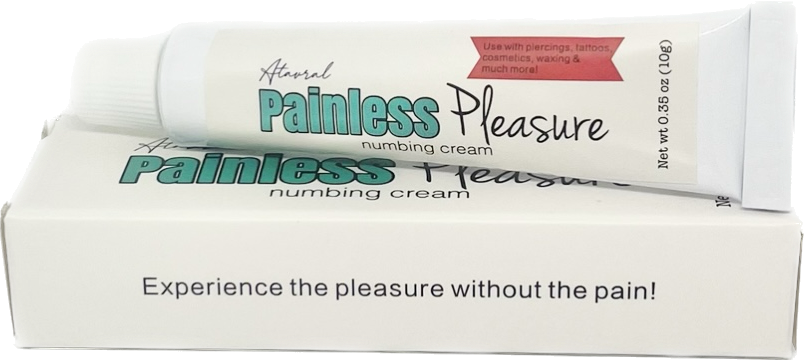 Use with piercings, tattoos,
cosmetics, waxing &
much more!
Atavral
Painless Pleasure
numbing cream
Net wt 0.35 oz (10g)
Painless Pleasure
numbing cream
Experience the pleasure without the pain!